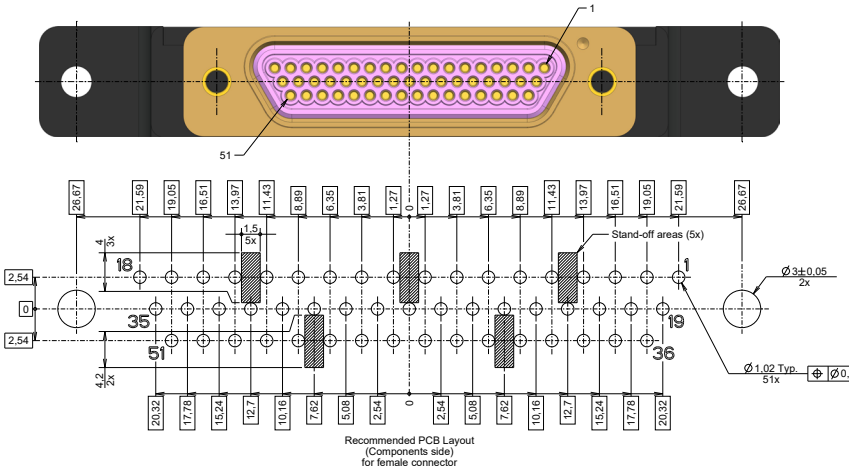 1
51
26,67 21,59 19,05 16,51 13,97 11,43 8,89 6,35 3,81 1,27 0 1,27 3,81 6,35 8,89 11,43 13,97 16,51 19,05 21,59 26,67
1,5
5x
Stand-off areas (5x)
4
3x
18
1
2,54
Ø3±0,05
2x
0
35
19
2,54
51
36
4,2
2x
Ø1,02 Typ.
51x
⌖ Ø0,
20,32 17,78 15,24 12,7 10,16 7,62 5,08 2,54 0 2,54 5,08 7,62 10,16 12,7 15,24 17,78 20,32
Recommended PCB Layout
(Components side)
for female connector